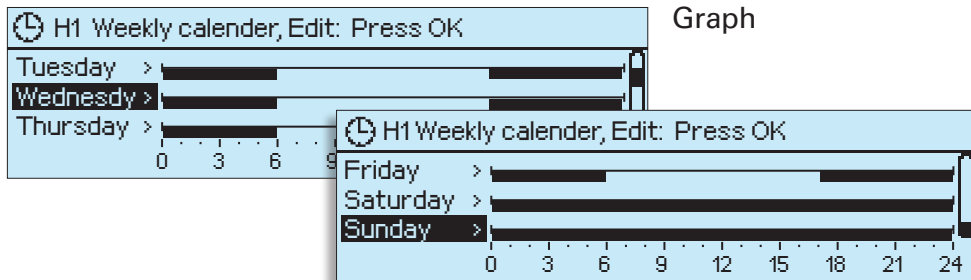 Graph
H1 Weekly calender, Edit: Press OK
Tuesday >
Wednesdy >
Thursday >
0 3 6 9
H1 Weekly calender, Edit: Press OK
Friday >
Saturday >
Sunday >
0 3 6 9 12 15 18 21 24